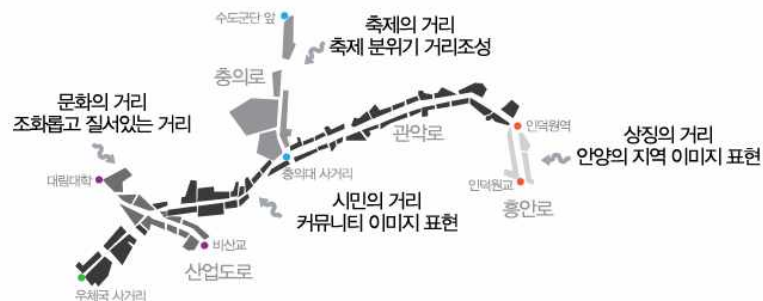 수도군단 앞
축제의 거리
축제 분위기 거리조성
충의로
문화의 거리
조화롭고 질서있는 거리
관악로
인덕원역
상징의 거리
안양의 지역 이미지 표현
대림대학
충의대 사거리
인덕원교
시민의 거리
커뮤니티 이미지 표현
흥안로
비산교
산업도로
우체국 사거리